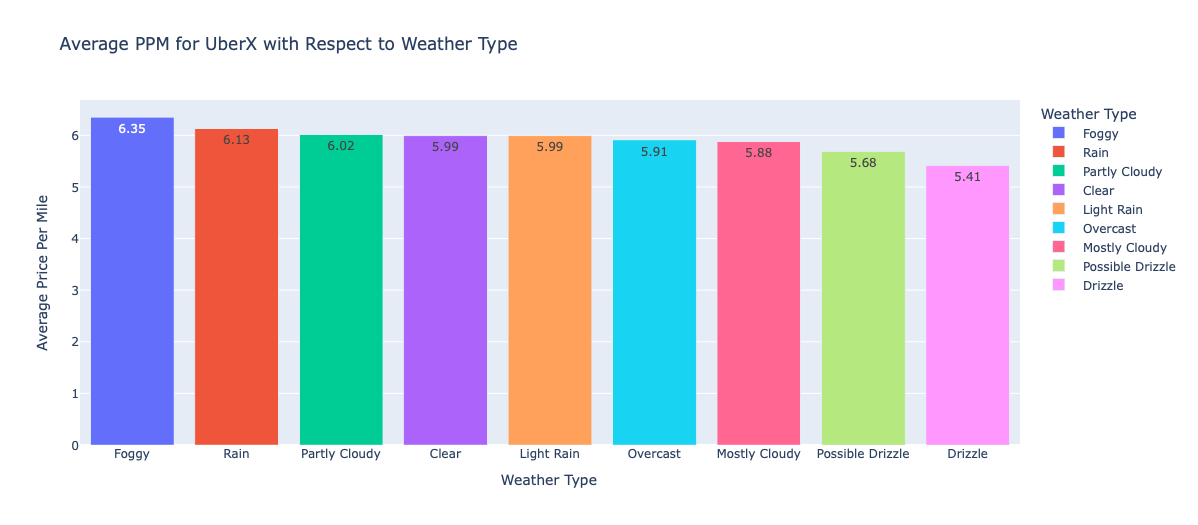 Average PPM for UberX with Respect to Weather Type
Average Price Per Mile
6
5
4
3
2
1
0
6.35
6.13
6.02
5.99
5.99
5.91
5.88
5.68
5.41
Foggy
Rain
Partly Cloudy
Clear
Light Rain
Overcast
Mostly Cloudy
Possible Drizzle
Drizzle
Weather Type
Weather Type
Foggy
Rain
Partly Cloudy
Clear
Light Rain
Overcast
Mostly Cloudy
Possible Drizzle
Drizzle